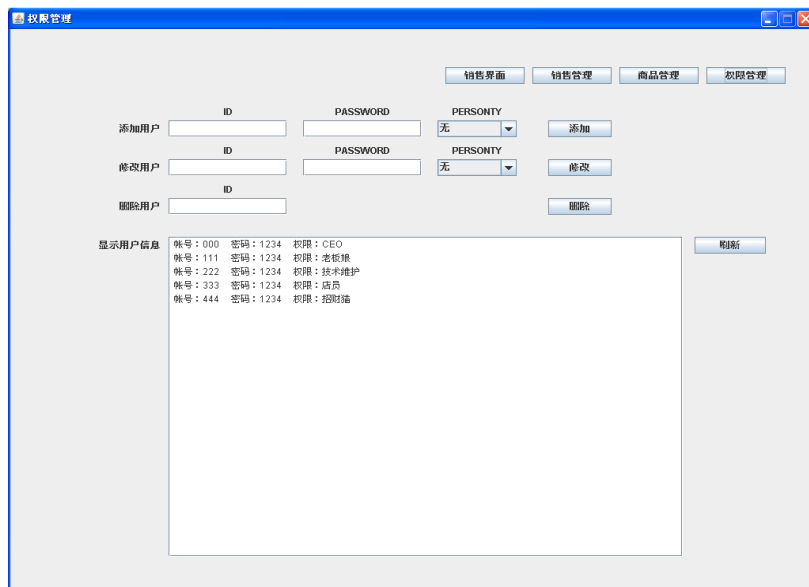 权限管理
销售界面 销售管理 商品管理 权限管理
ID PASSWORD PERSONTY
添加用户 无 添加
ID PASSWORD PERSONTY
修改用户 无 修改
ID
删除用户 删除
显示用户信息 刷新
帐号：000 密码：1234 权限：CEO
帐号：111 密码：1234 权限：老板娘
帐号：222 密码：1234 权限：技术维护
帐号：333 密码：1234 权限：店员
帐号：444 密码：1234 权限：招财猫